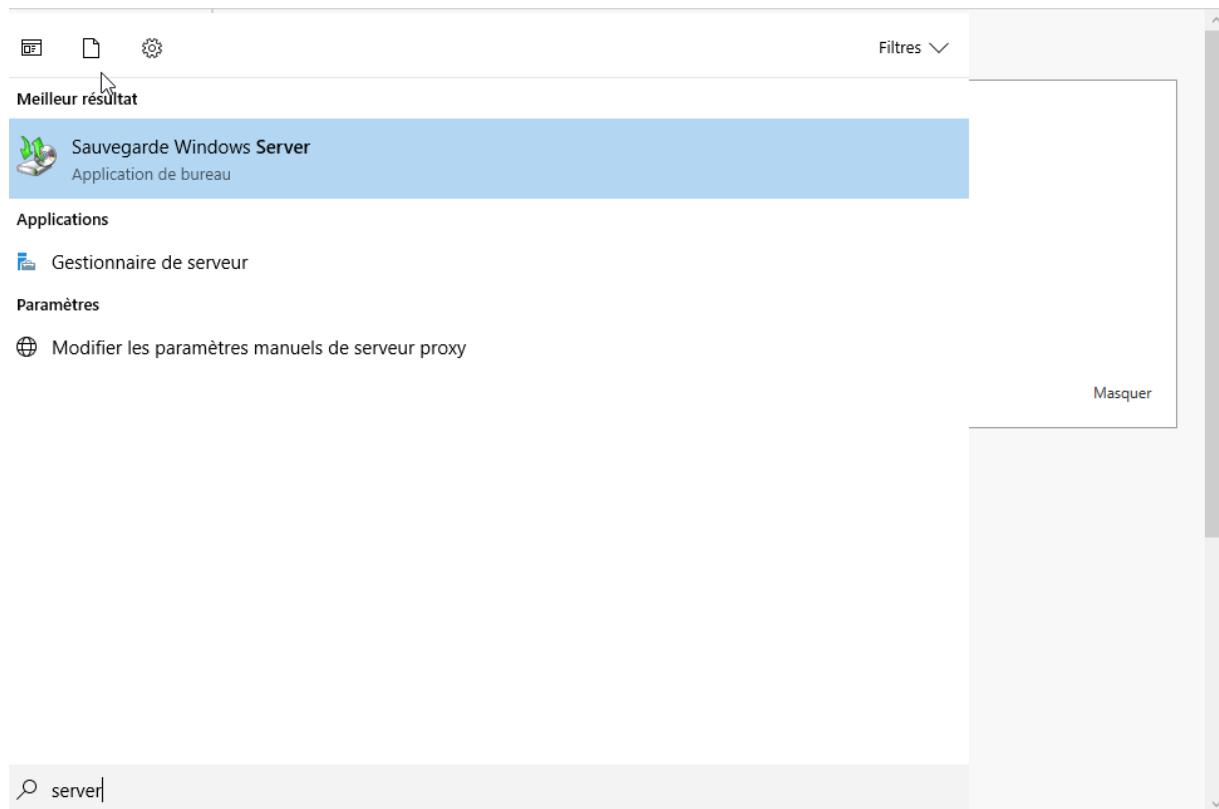 Filtres
Meilleur résultat
Sauvegarde Windows Server
Application de bureau
Applications
Gestionnaire de serveur
Paramètres
Modifier les paramètres manuels de serveur proxy
Masquer
server